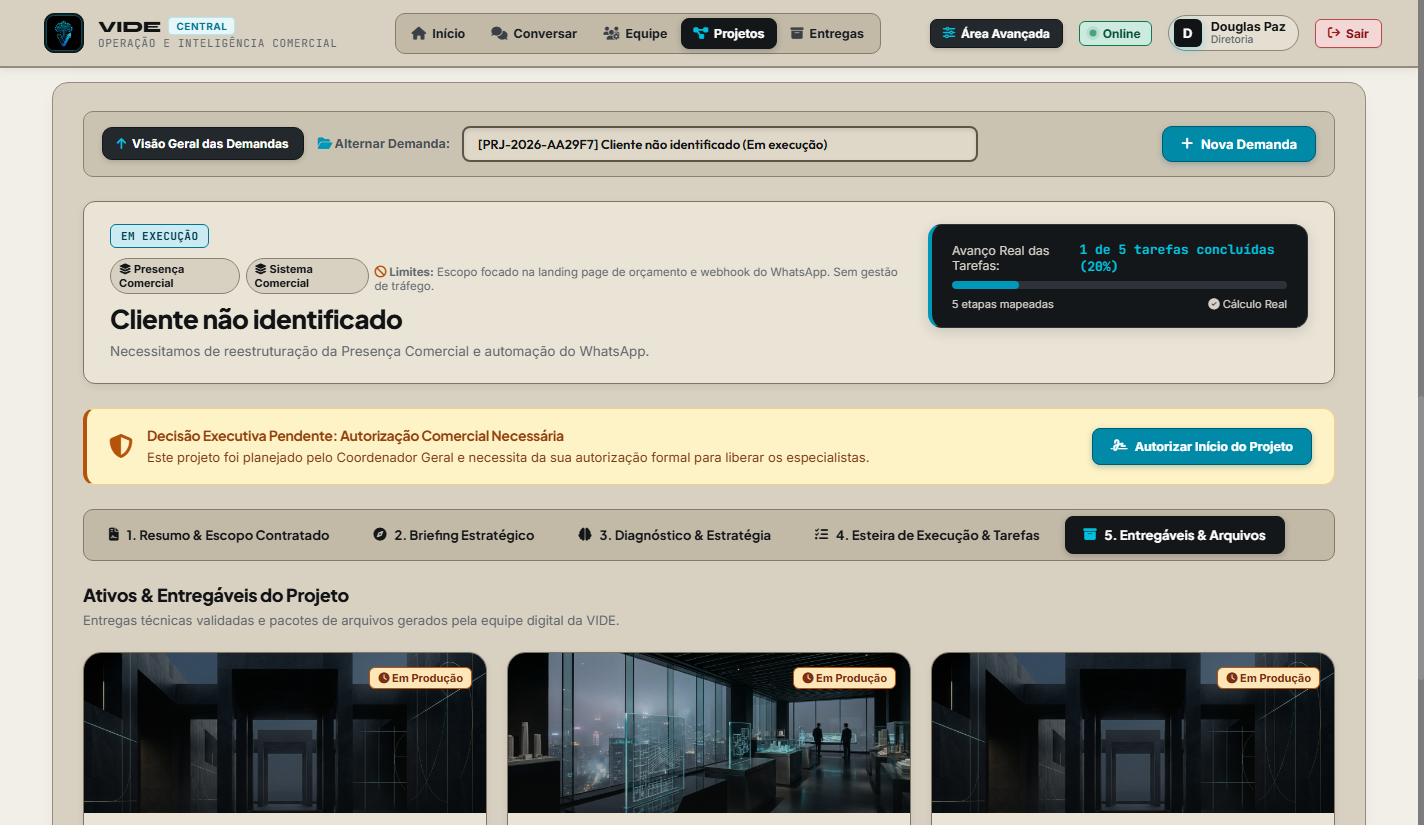 VIDE CENTRAL
OPERAÇÃO E INTELIGÊNCIA COMERCIAL
Início
Conversar
Equipe
Projetos
Entregas
Área Avançada
Online
D
Douglas Paz
Diretoria
Sair
Visão Geral das Demandas
Alternar Demanda:
[PRJ-2026-AA29F7] Cliente não identificado (Em execução)
Nova Demanda
EM EXECUÇÃO
Presença
Comercial
Sistema
Comercial
Limites: Escopo focado na landing page de orçamento e webhook do WhatsApp. Sem gestão
de tráfego.
Cliente não identificado
Necessitamos de reestruturação da Presença Comercial e automação do WhatsApp.
Avanço Real das
Tarefas:
1 de 5 tarefas concluídas
(20%)
5 etapas mapeadas
Cálculo Real
Decisão Executiva Pendente: Autorização Comercial Necessária
Este projeto foi planejado pelo Coordenador Geral e necessita da sua autorização formal para liberar os especialistas.
Autorizar Início do Projeto
1. Resumo & Escopo Contratado
2. Briefing Estratégico
3. Diagnóstico & Estratégia
4. Esteira de Execução & Tarefas
5. Entregáveis & Arquivos
Ativos & Entregáveis do Projeto
Entregas técnicas validadas e pacotes de arquivos gerados pela equipe digital da VIDE.
Em Produção
Em Produção
Em Produção